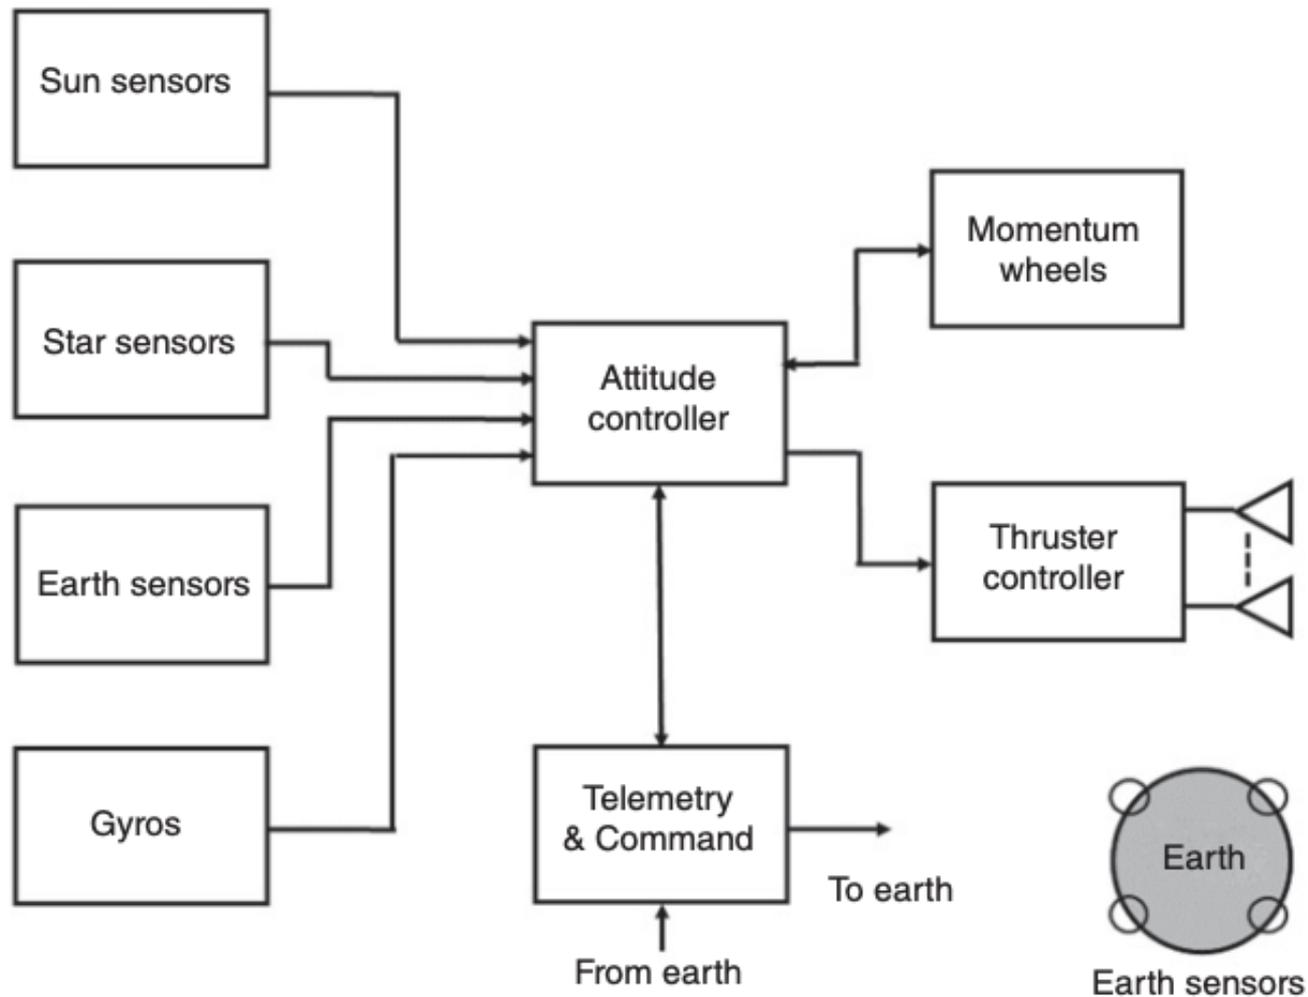 Sun sensors
Star sensors
Earth sensors
Gyros
Attitude
controller
Momentum
wheels
Thruster
controller
Telemetry
& Command
To earth
From earth
Earth
Earth sensors